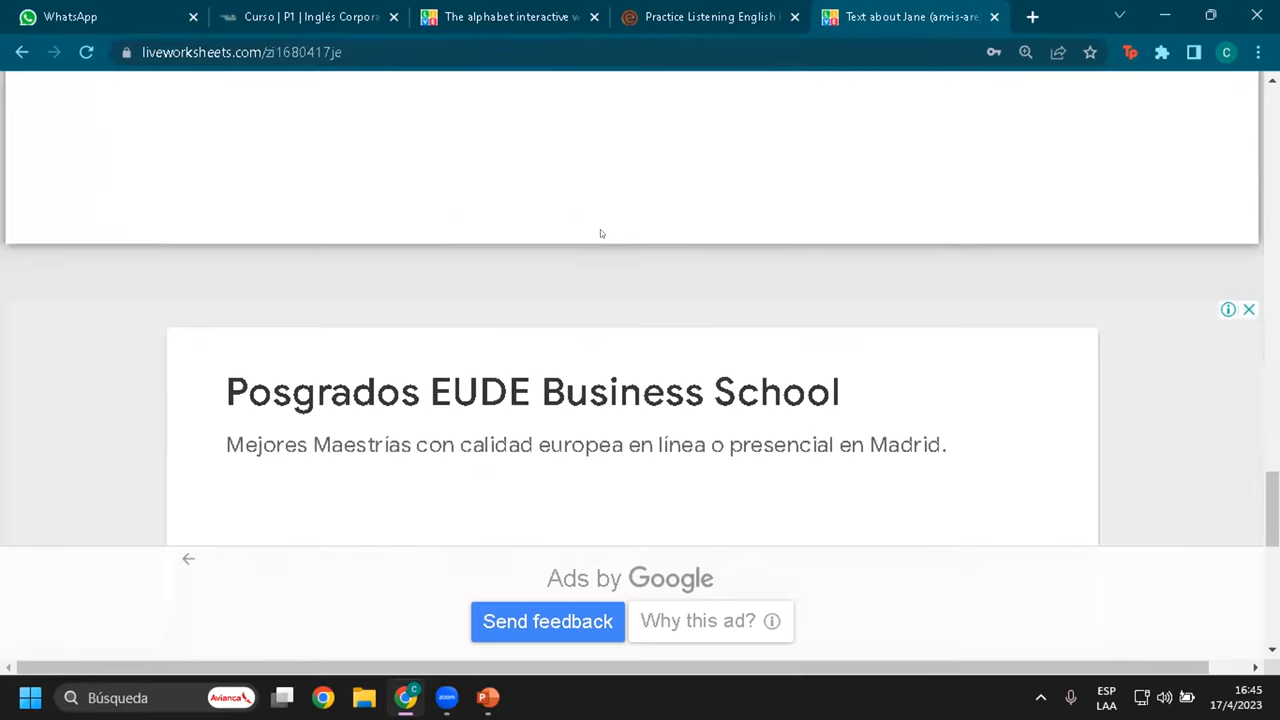 WhatsApp
Curso | P1 | Inglés Corpora
The alphabet interactive w
Practice Listening English
Text about Jane (am-is-are)
liveworksheets.com/zi1680417je
Tp
C
Posgrados EUDE Business School
Mejores Maestrías con calidad europea en línea o presencial en Madrid.
Ads by Google
Send feedback
Why this ad?
Búsqueda
Avianca
C
zoom
P
ESP
LAA
16:45
17/4/2023